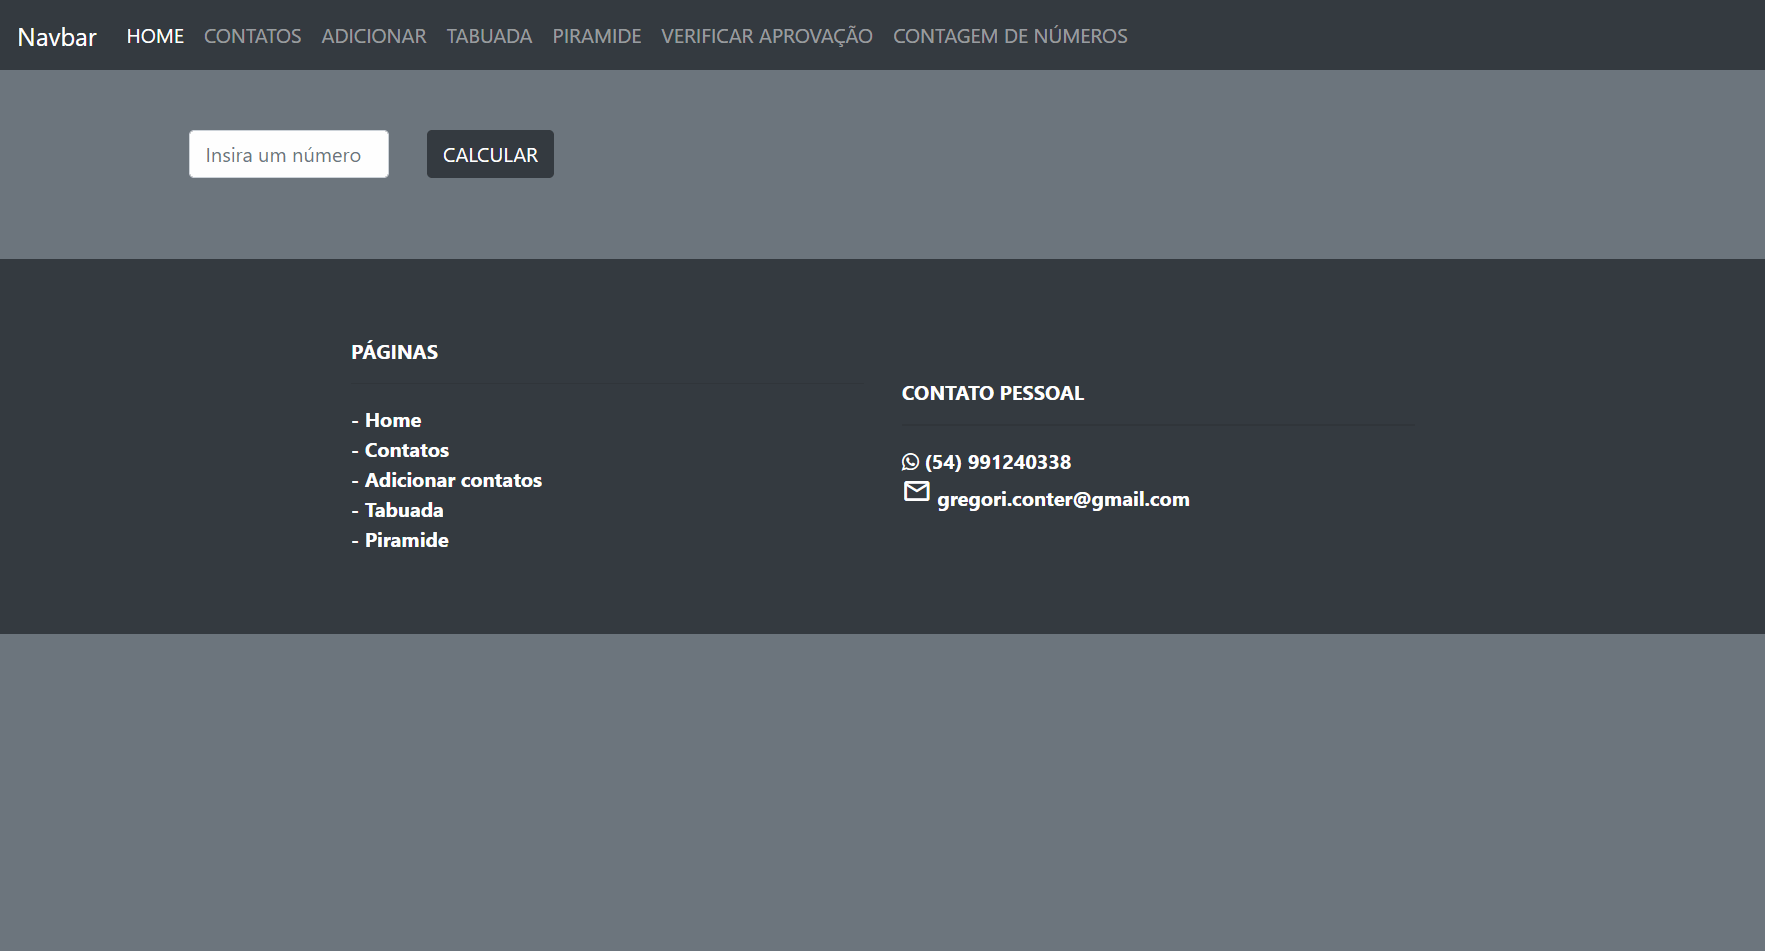 Navbar HOME CONTATOS ADICIONAR TABUADA PIRAMIDE VERIFICAR APROVAÇÃO CONTAGEM DE NÚMEROS
Insira um número CALCULAR
PÁGINAS
- Home
- Contatos
- Adicionar contatos
- Tabuada
- Piramide
CONTATO PESSOAL
(54) 991240338
gregori.conter@gmail.com